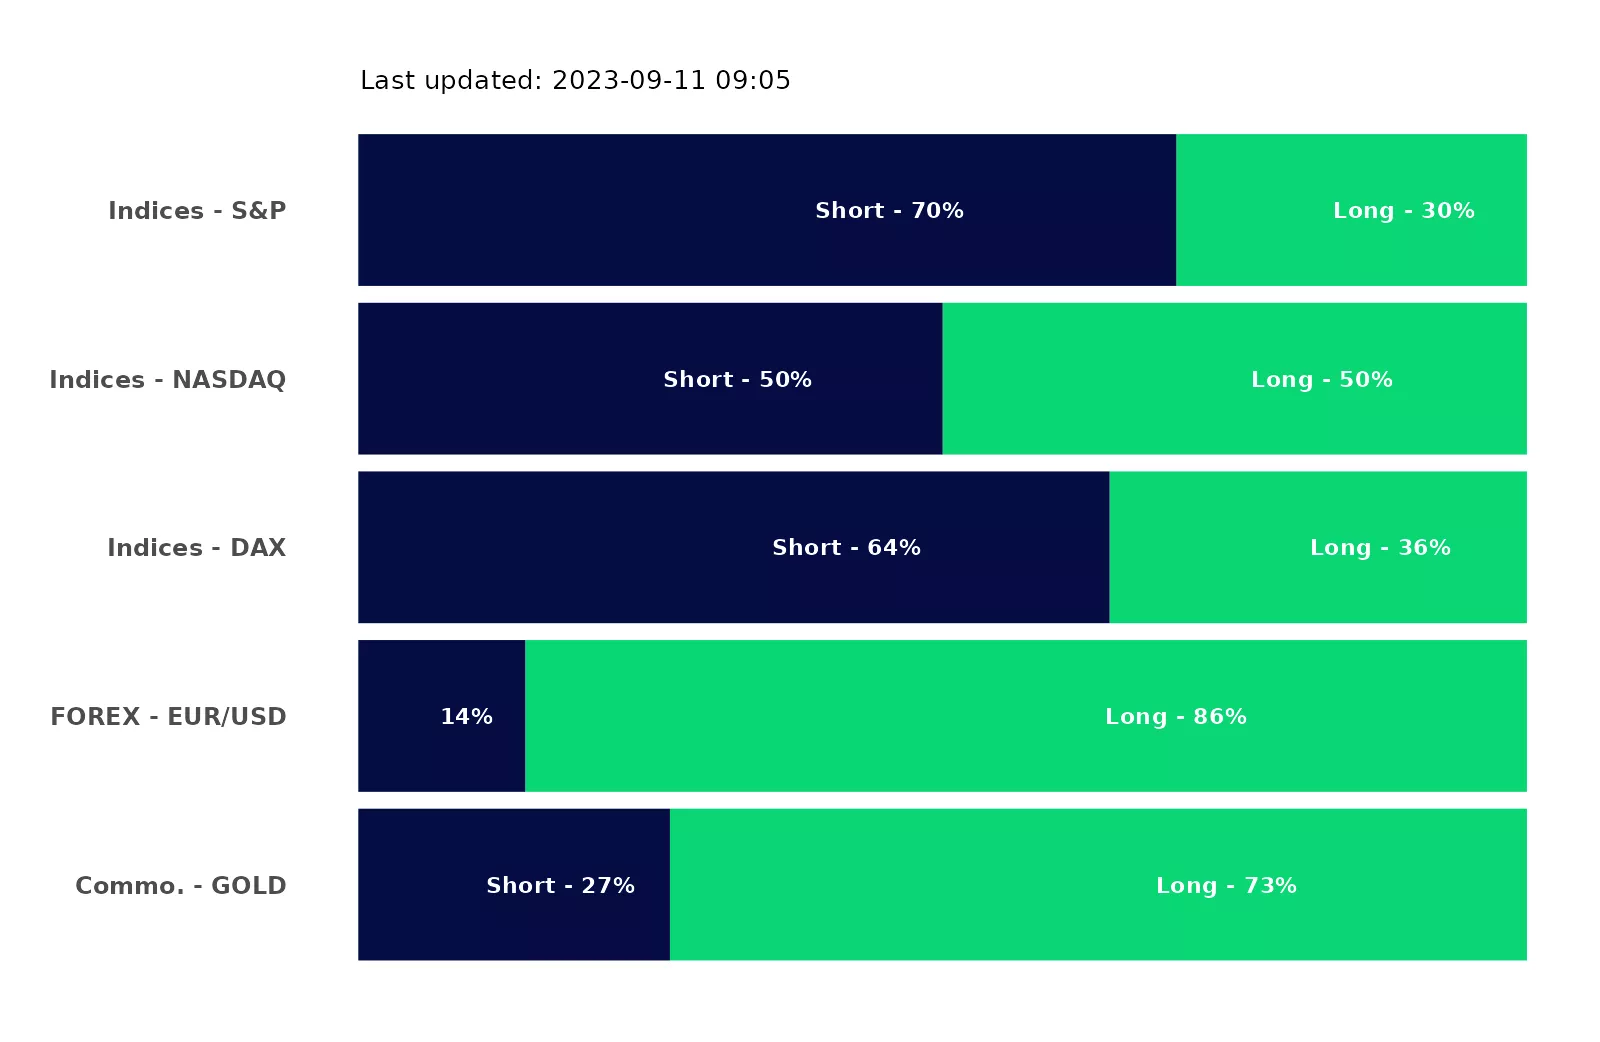 Last updated: 2023-09-11 09:05
Indices - S&P Short - 70% Long - 30%
Indices - NASDAQ Short - 50% Long - 50%
Indices - DAX Short - 64% Long - 36%
FOREX - EUR/USD 14% Long - 86%
Commo. - GOLD Short - 27% Long - 73%